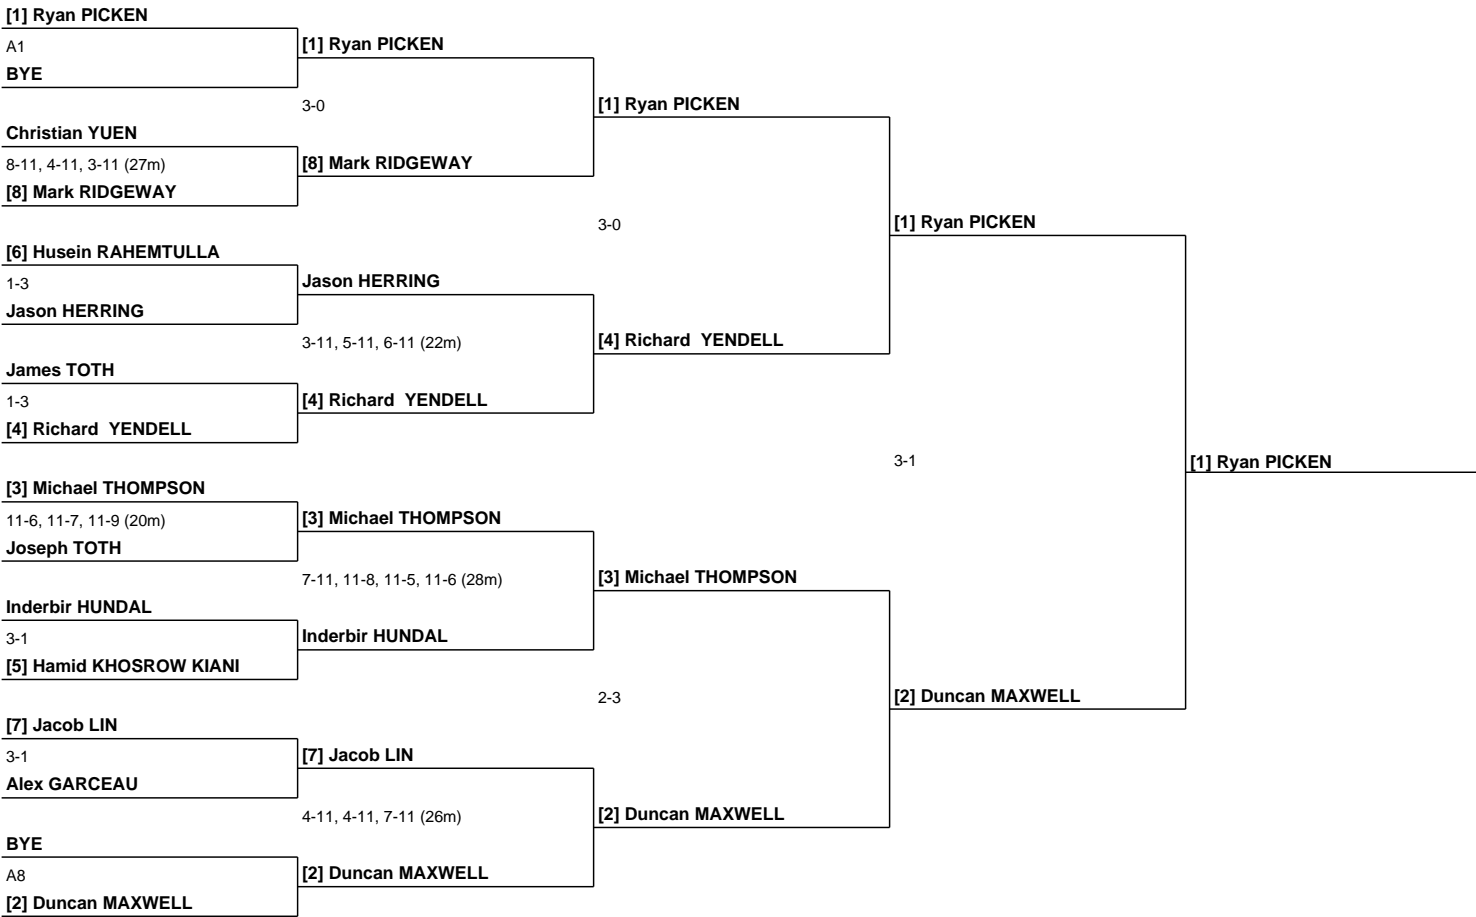 [1] Ryan PICKEN
A1
BYE
Christian YUEN
8-11, 4-11, 3-11 (27m)
[8] Mark RIDGEWAY
[6] Husein RAHEMTULLA
1-3
Jason HERRING
James TOTH
1-3
[4] Richard  YENDELL
[3] Michael THOMPSON
11-6, 11-7, 11-9 (20m)
Joseph TOTH
Inderbir HUNDAL
3-1
[5] Hamid KHOSROW KIANI
[7] Jacob LIN
3-1
Alex GARCEAU
BYE
A8
[2] Duncan MAXWELL
[1] Ryan PICKEN
3-0
[8] Mark RIDGEWAY
Jason HERRING
3-11, 5-11, 6-11 (22m)
[4] Richard  YENDELL
[3] Michael THOMPSON
7-11, 11-8, 11-5, 11-6 (28m)
Inderbir HUNDAL
[7] Jacob LIN
4-11, 4-11, 7-11 (26m)
[2] Duncan MAXWELL
[1] Ryan PICKEN
3-0
[4] Richard  YENDELL
[3] Michael THOMPSON
2-3
[2] Duncan MAXWELL
[1] Ryan PICKEN
3-1
[2] Duncan MAXWELL
[1] Ryan PICKEN